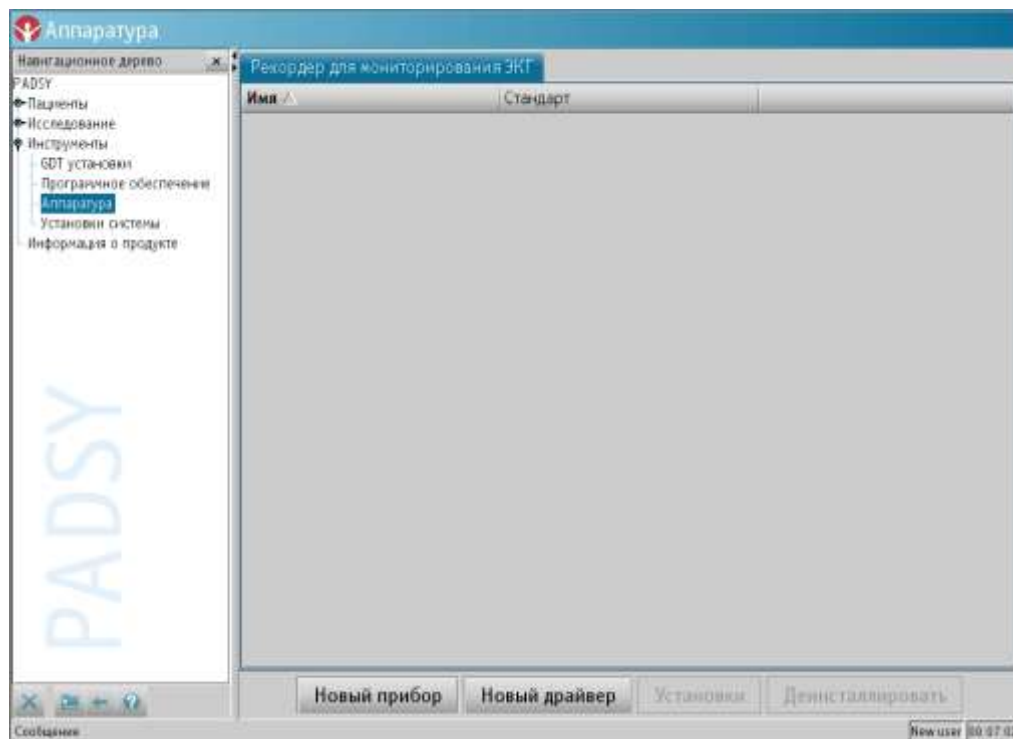 Аппаратура
Навигационное дерево
PADSY
Пациенты
Исследование
Инструменты
GDT установки
Програмное обеспечение
Аппаратура
Установки системы
Информация о продукте
PADSY
Рекордер для мониторирования ЭКГ
Имя Стандарт
Новый прибор Новый драйвер Установки Деинсталлировать
Сообщение New user